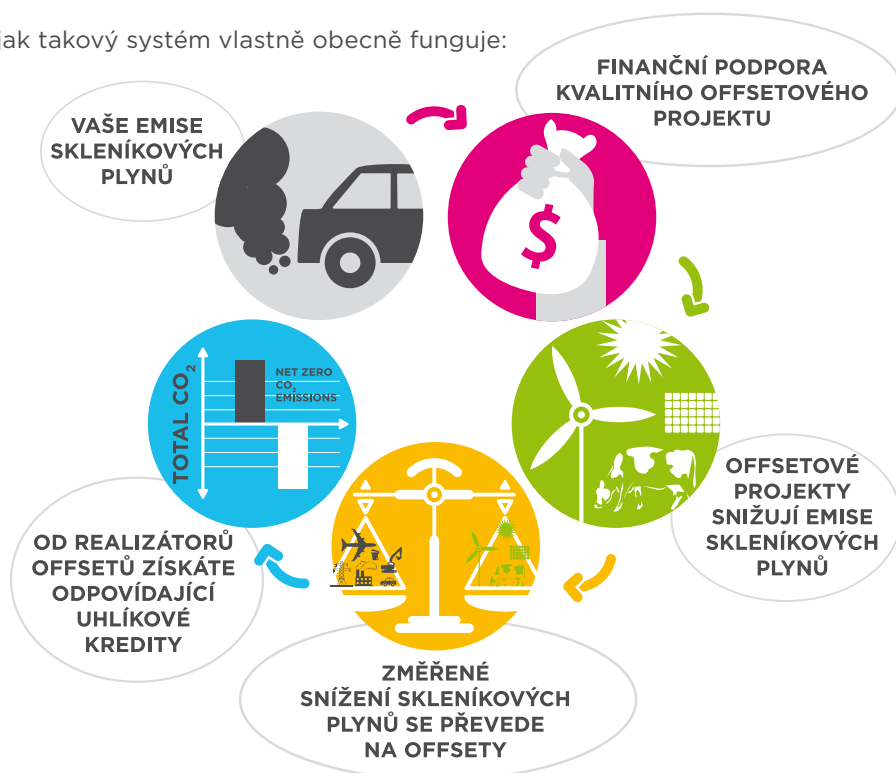 jak takový systém vlastně obecně funguje:
VAŠE EMISE
SKLENÍKOVÝCH
PLYNŮ
FINANČNÍ PODPORA
KVALITNÍHO OFFSETOVÉHO
PROJEKTU
$
OFFSETOVÉ
PROJEKTY
SNIŽUJÍ EMISE
SKLENÍKOVÝCH
PLYNŮ
ZMĚŘENÉ
SNÍŽENÍ SKLENÍKOVÝCH
PLYNŮ SE PŘEVEDE
NA OFFSETY
OD REALIZÁTORŮ
OFFSETŮ ZÍSKÁTE
ODPOVÍDAJÍCÍ
UHLÍKOVÉ
KREDITY
TOTAL CO2
NET ZERO
CO2
EMISSIONS